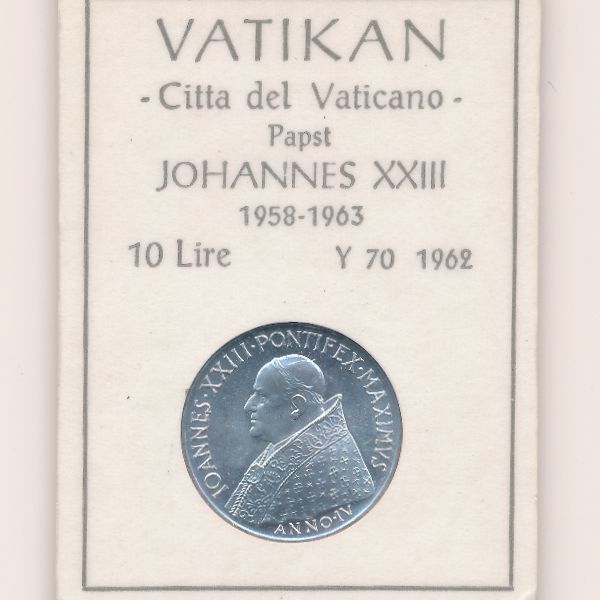 VATIKAN
- Citta del Vaticano -
Papst
JOHANNES XXIII
1958-1963
10 Lire Y 70 1962
IOANNES·XXIII·PONTIFEX·MAXIMVS
ANNO·IV